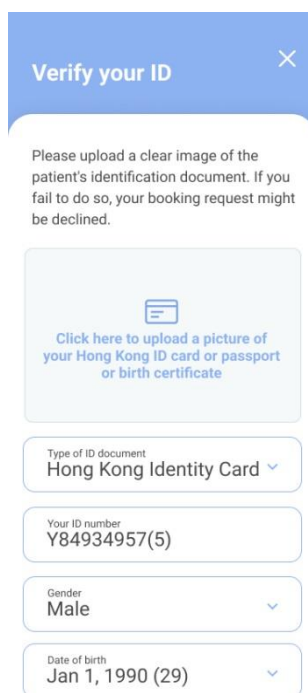 Verify your ID
Please upload a clear image of the
patient's identification document. If you
fail to do so, your booking request might
be declined.
Click here to upload a picture of
your Hong Kong ID card or passport
or birth certificate
Type of ID document
Hong Kong Identity Card
Your ID number
Y84934957(5)
Gender
Male
Date of birth
Jan 1, 1990 (29)